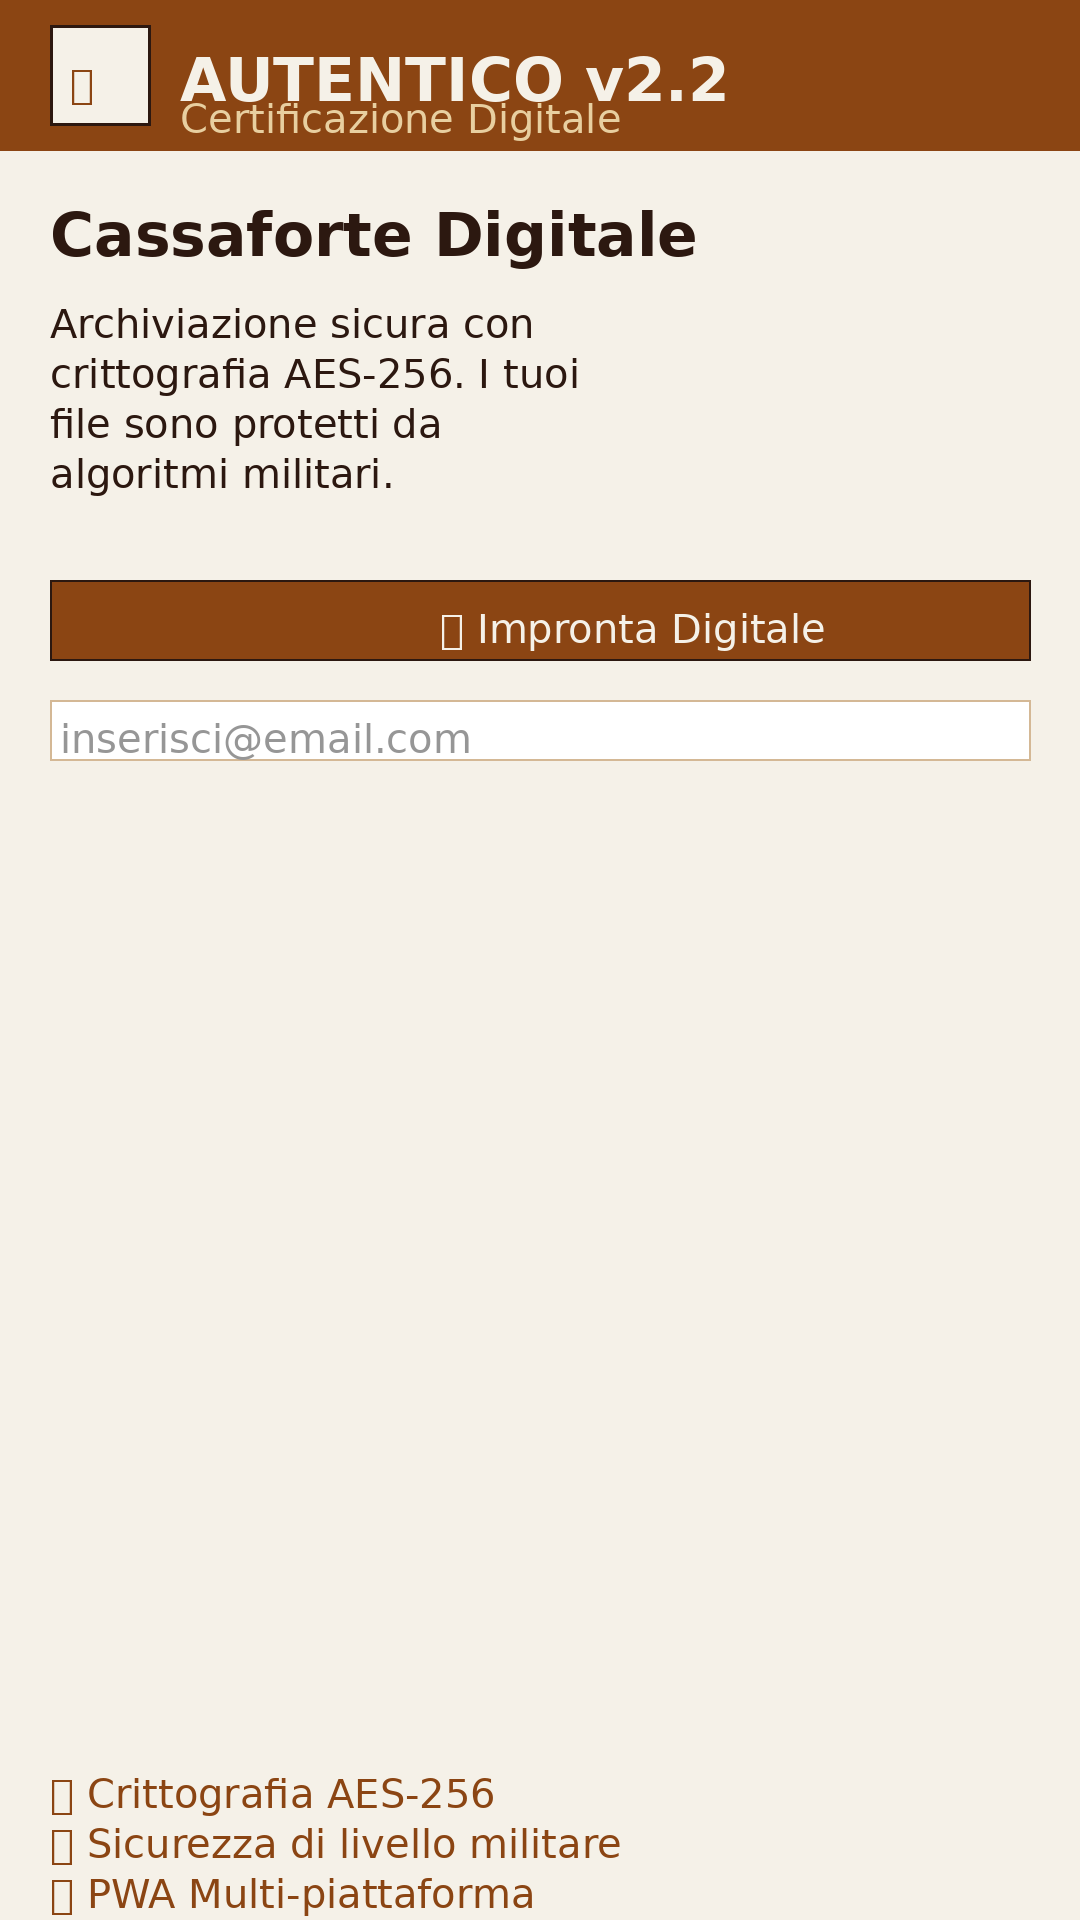 AUTENTICO v2.2
Certificazione Digitale
Cassaforte Digitale
Archiviazione sicura con
crittografia AES-256. I tuoi
file sono protetti da
algoritmi militari.
Impronta Digitale
inserisci@email.com
Crittografia AES-256
Sicurezza di livello militare
PWA Multi-piattaforma